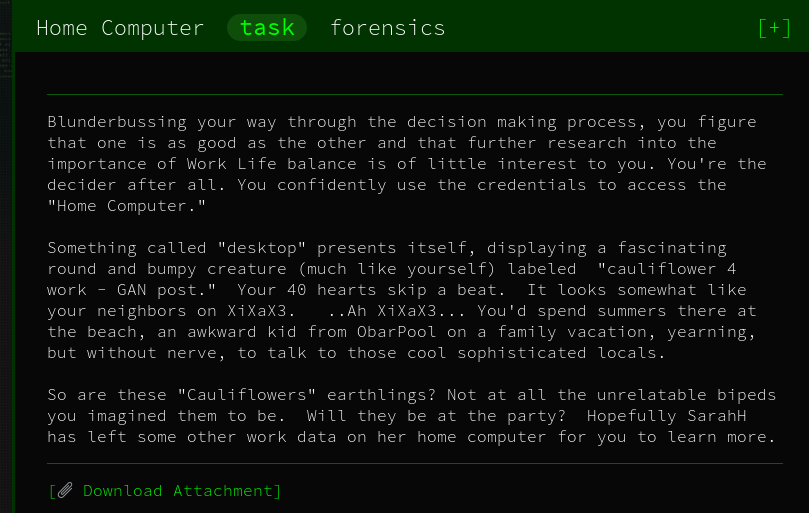 Home Computer task forensics [+]
Blunderbussing your way through the decision making process, you figure
that one is as good as the other and that further research into the
importance of Work Life balance is of little interest to you. You're the
decider after all. You confidently use the credentials to access the
"Home Computer."
Something called "desktop" presents itself, displaying a fascinating
round and bumpy creature (much like yourself) labeled  "cauliflower 4
work - GAN post."  Your 40 hearts skip a beat.  It looks somewhat like
your neighbors on XiXaX3.   ..Ah XiXaX3... You'd spend summers there at
the beach, an awkward kid from ObarPool on a family vacation, yearning,
but without nerve, to talk to those cool sophisticated locals.
So are these "Cauliflowers" earthlings? Not at all the unrelatable bipeds
you imagined them to be.  Will they be at the party?  Hopefully SarahH
has left some other work data on her home computer for you to learn more.
[📎 Download Attachment]